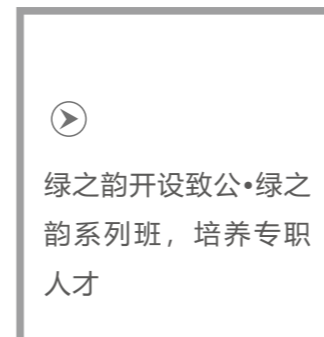 绿之韵开设致公•绿之
韵系列班，培养专职
人才